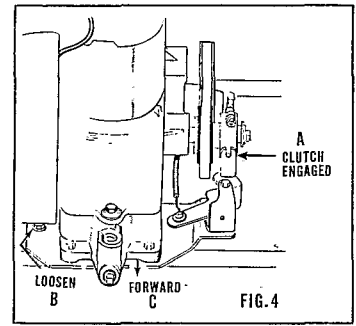 A
CLUTCH
ENGAGED
LOOSEN
B
FORWARD
C
FIG.4